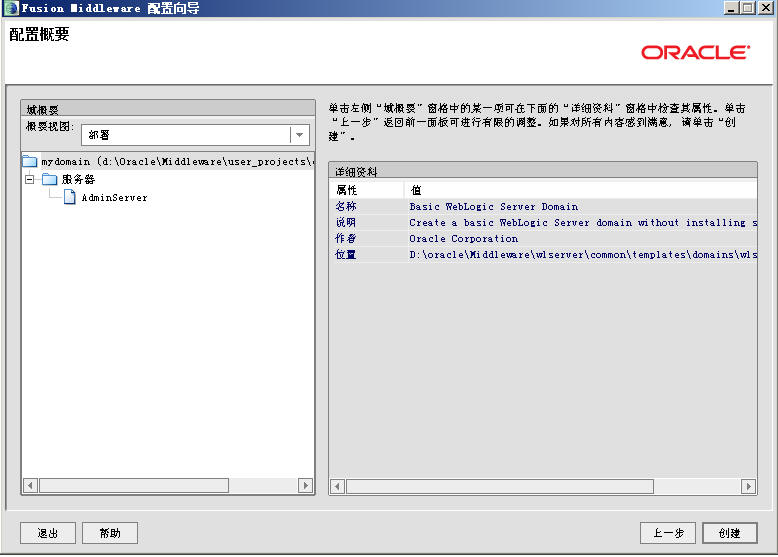 Fusion Middleware 配置向导
配置概要
ORACLE
域概要
概要视图:
部署
mydomain (d:\Oracle\Middleware\user_projects\
服务器
AdminServer
单击左侧“域概要”窗格中的某一项可在下面的“详细资料”窗格中检查其属性。单击
“上一步”返回前一面板可进行有限的调整。如果对所有内容感到满意, 请单击“创
建”。
详细资料
属性 值
名称 Basic WebLogic Server Domain
说明 Create a basic WebLogic Server domain without installing s
作者 Oracle Corporation
位置 D:\oracle\Middleware\wlserver\common\templates\domains\wls
退出 帮助 上一步 创建